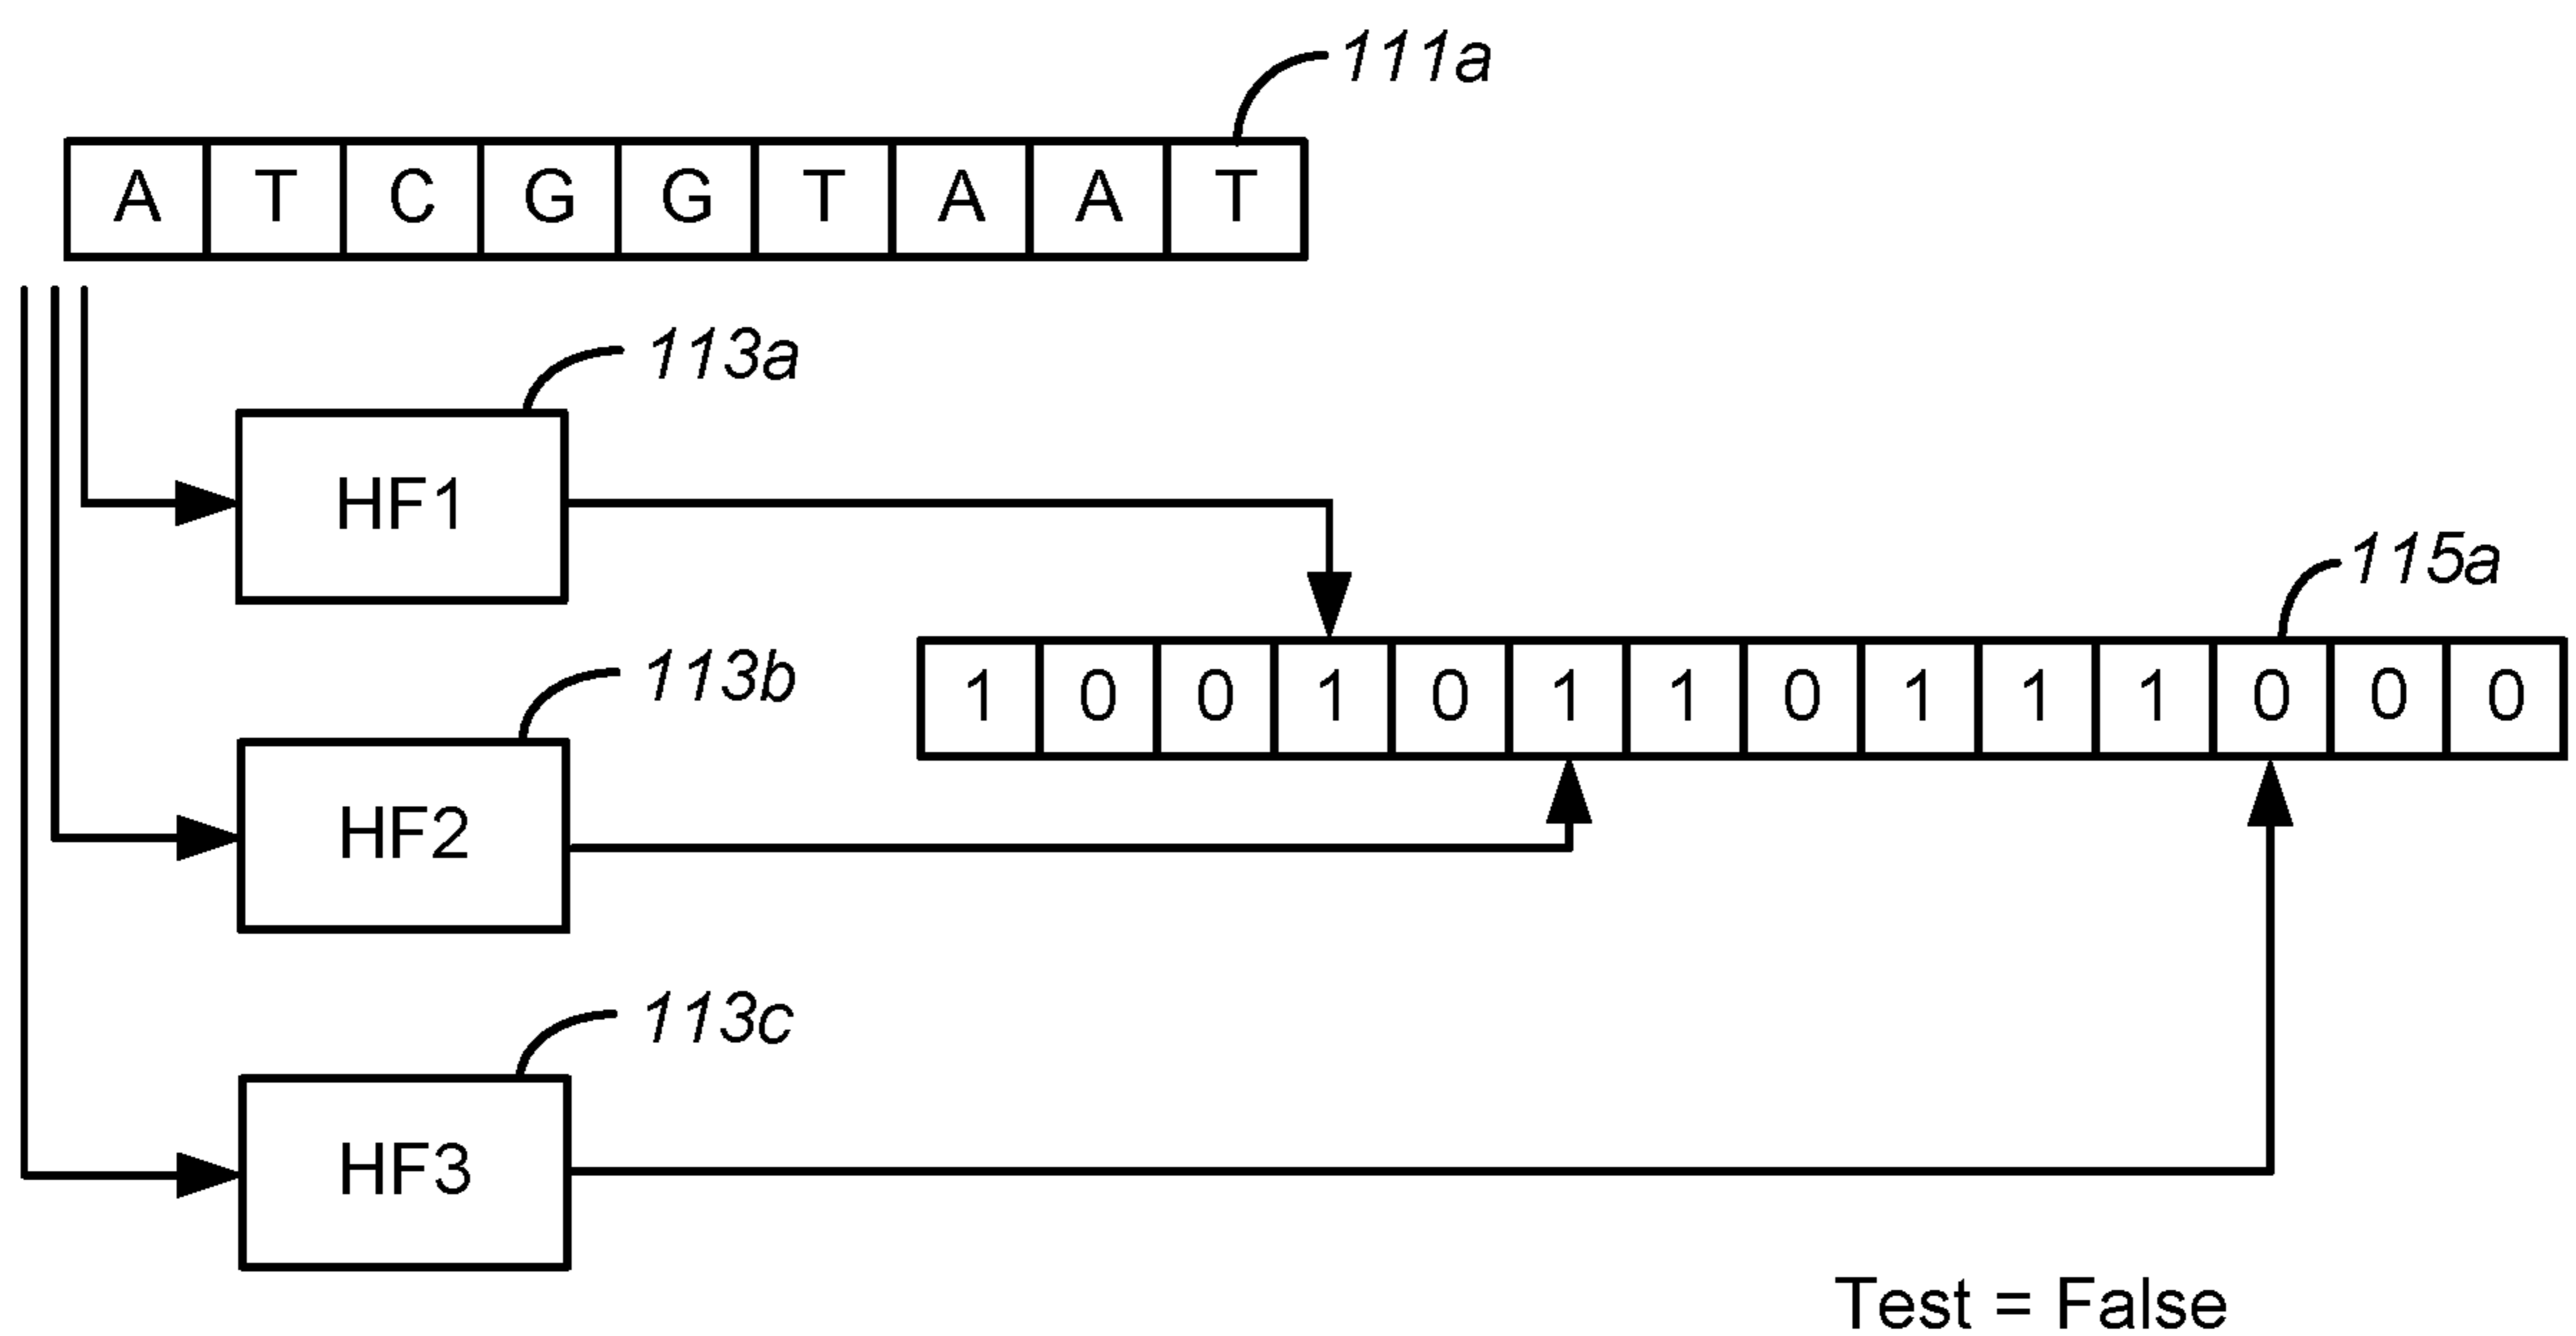 111a
A T C G G T A A T
113a
HF1
115a
113b
1 0 0 1 0 1 1 0 1 1 1 0 0 0
HF2
113c
HF3
Test = False